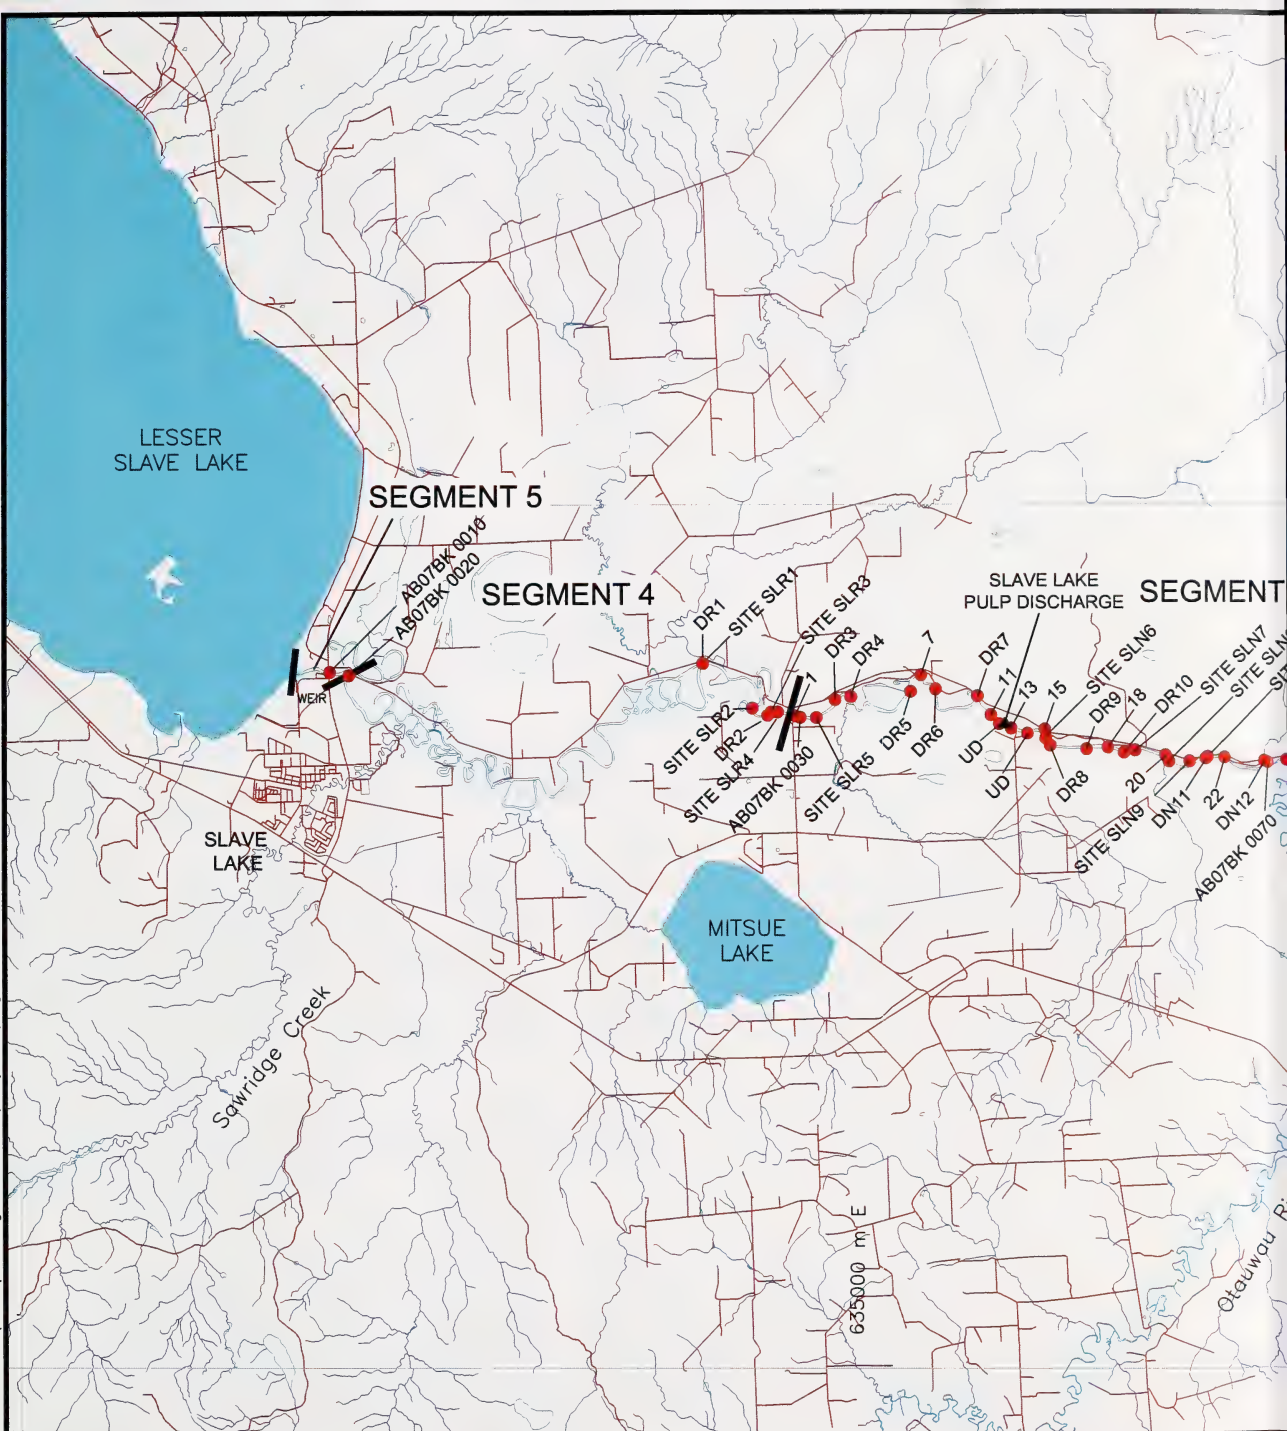 LESSER
SLAVE LAKE
SEGMENT 5
AB07BK 0010
AB07BK 0020
SEGMENT 4
WEIR
DR1
SITE SLR1
SITE SLR3
DR3
DR4
7
SLAVE LAKE
PULP DISCHARGE
SEGMENT
DR7
11
13
15
SITE SLN6
DR9
18
DR10
SITE SLN7
SITE SLN
1
SITE SLR2
DR2
SITE SLR4
AB07BK 0030
SITE SLR5
DR5
DR6
UD
UD
DR8
20
SITE SLN9
DN11
22
DN12
AB07BK 0070
SLAVE
LAKE
MITSUE
LAKE
Sawridge Creek
635000 m E
Otauwau